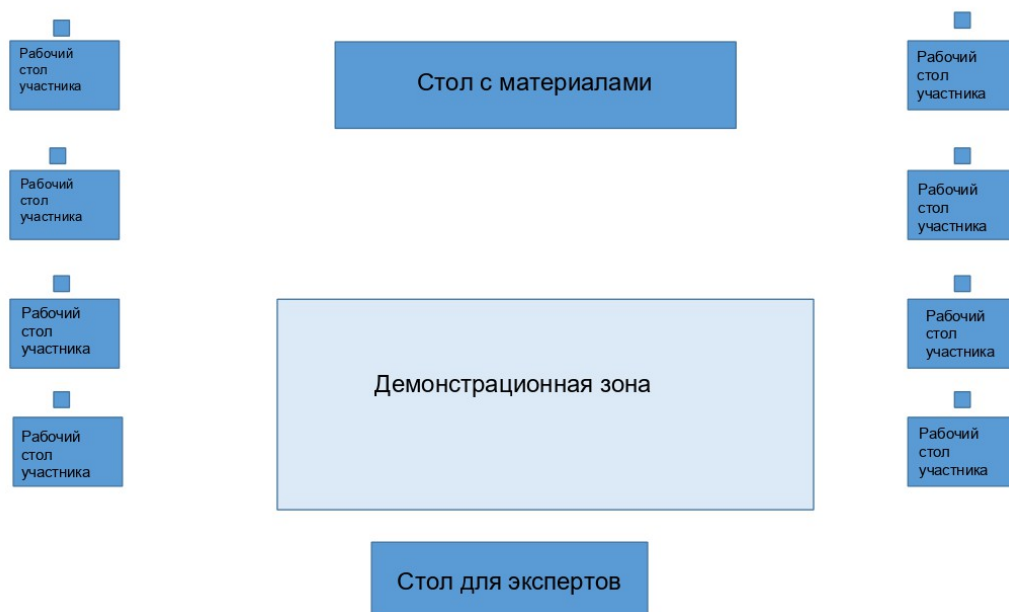 Рабочий
стол
участника
Стол с материалами
Рабочий
стол
участника
Рабочий
стол
участника
Рабочий
стол
участника
Рабочий
стол
участника
Рабочий
стол
участника
Демонстрационная зона
Рабочий
стол
участника
Рабочий
стол
участника
Стол для экспертов